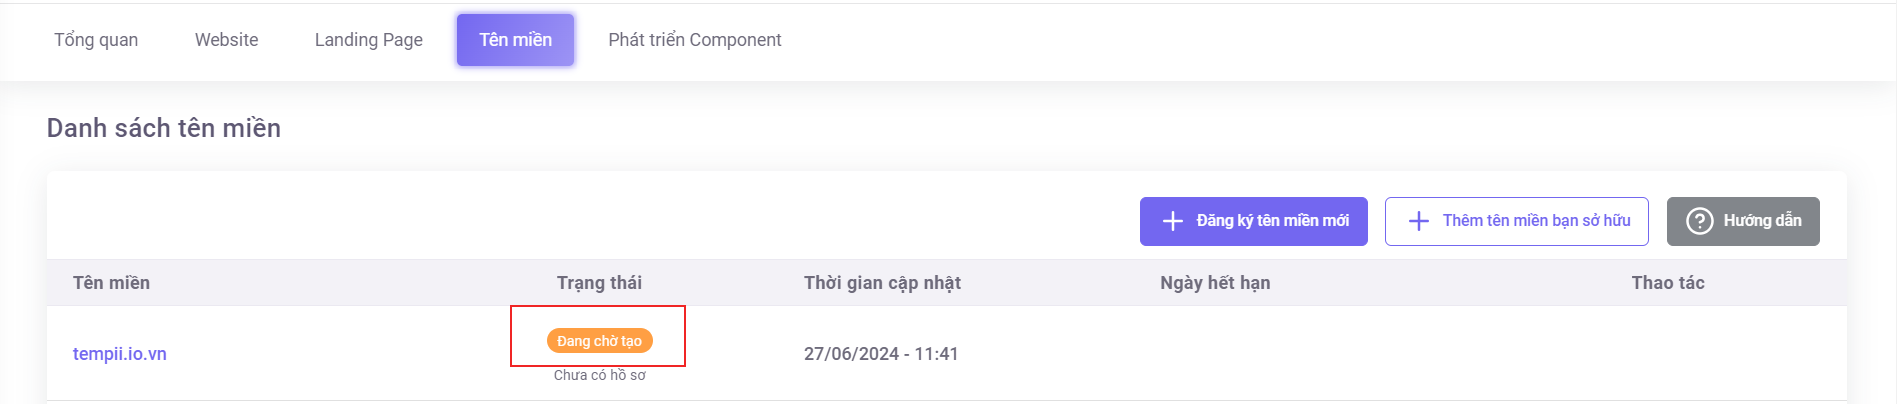 Tổng quan Website Landing Page Tên miền Phát triển Component
Danh sách tên miền
Đăng ký tên miền mới Thêm tên miền bạn sở hữu Hướng dẫn
Tên miền Trạng thái Thời gian cập nhật Ngày hết hạn Thao tác
tempii.io.vn Đang chờ tạo 27/06/2024 - 11:41
Chưa có hồ sơ